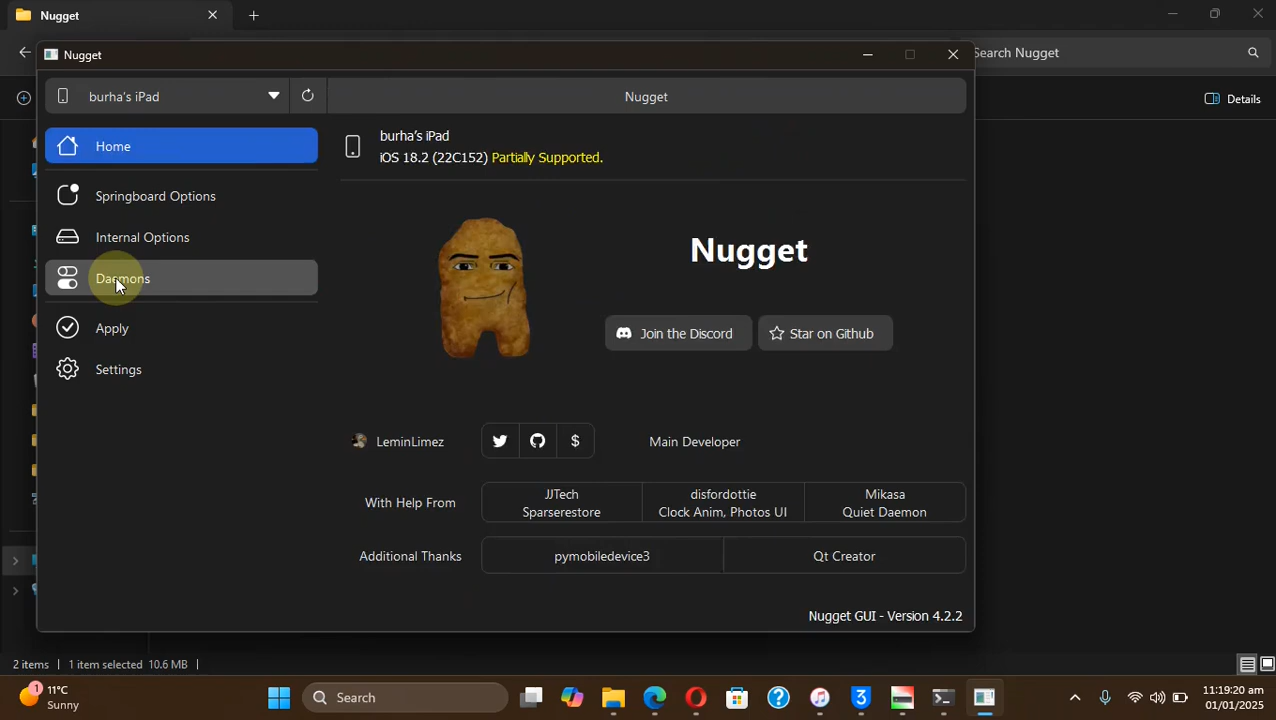 Nugget
Search Nugget
Details
Nugget
burha's iPad
Nugget
Home
Springboard Options
Internal Options
Daemons
Apply
Settings
burha's iPad
iOS 18.2 (22C152) Partially Supported.
Nugget
Join the Discord
Star on Github
LeminLimez
$
Main Developer
With Help From
JJTech
Sparserestore
disfordottie
Clock Anim, Photos UI
Mikasa
Quiet Daemon
Additional Thanks
pymobiledevice3
Qt Creator
Nugget GUI - Version 4.2.2
2 items
1 item selected 10.6 MB
1
11°C
Sunny
Search
3
11:19:20 am
01/01/2025